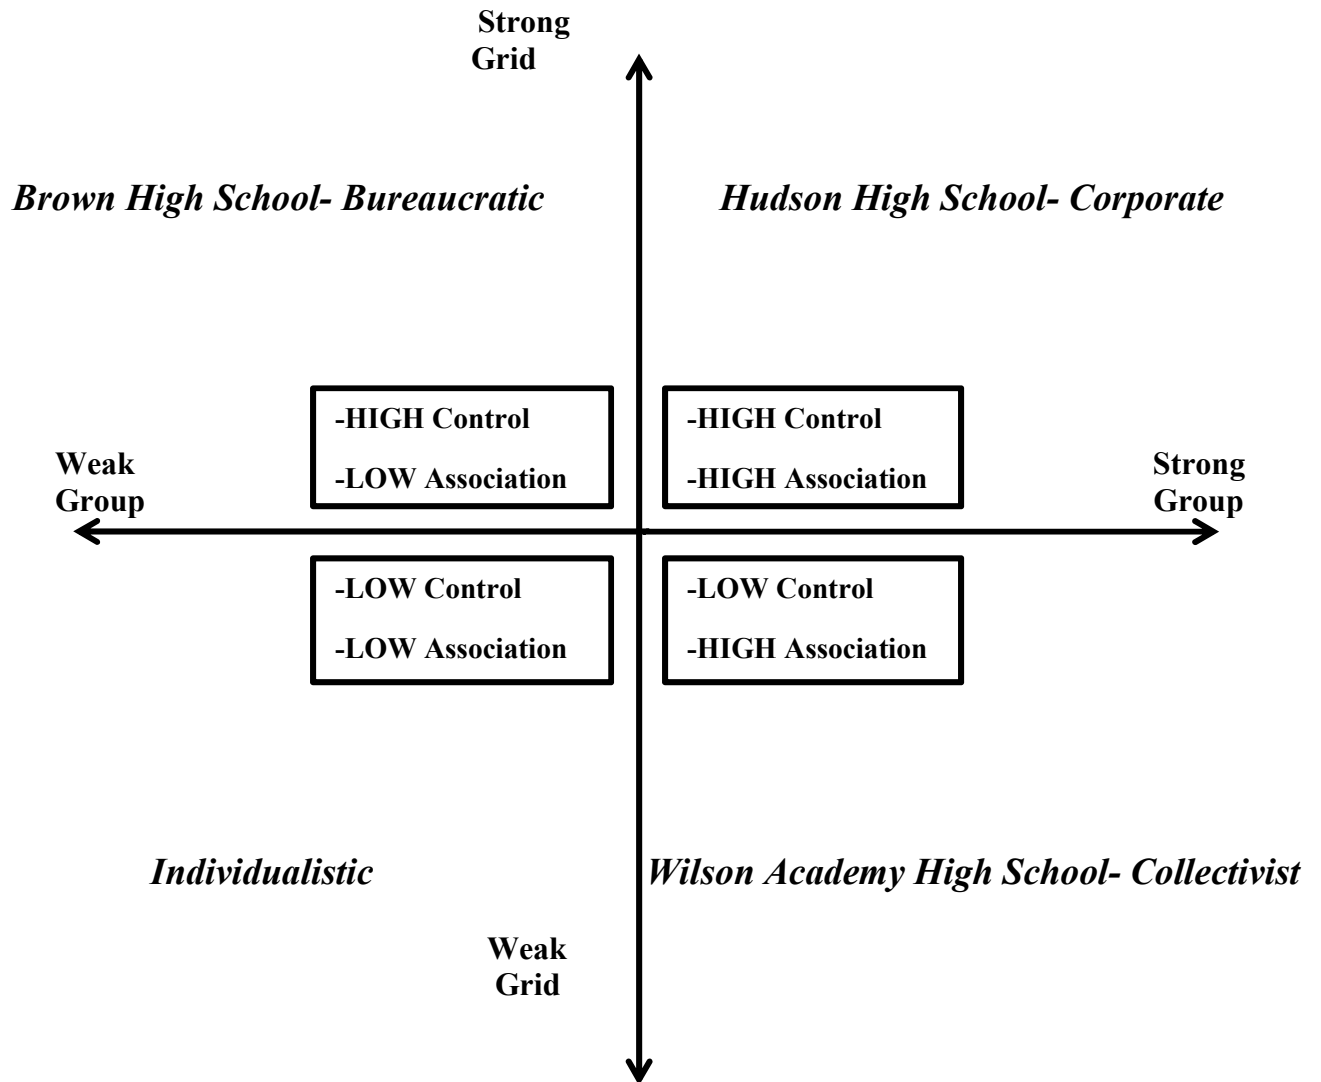 Strong
Grid
Brown High School- Bureaucratic
Hudson High School- Corporate
-HIGH Control
-LOW Association
-HIGH Control
-HIGH Association
Weak
Group
Strong
Group
-LOW Control
-LOW Association
-LOW Control
-HIGH Association
Individualistic
Wilson Academy High School- Collectivist
Weak
Grid